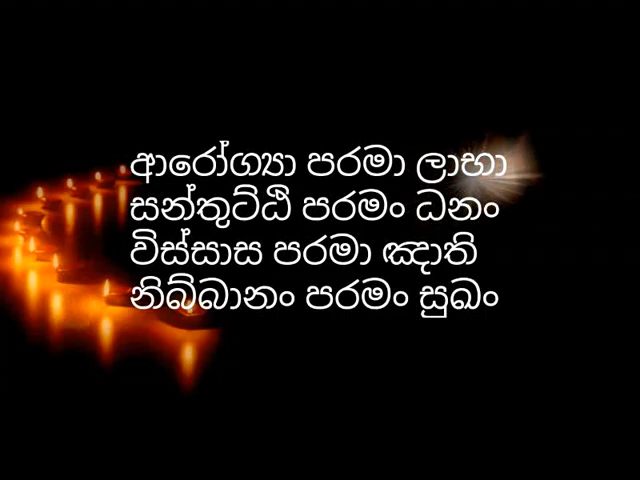 ආරෝග්‍යා පරමා ලාභා
සන්තුට්ඨි පරමං ධනං
විස්සාස පරමා ඤාති
නිබ්බානං පරමං සුඛං